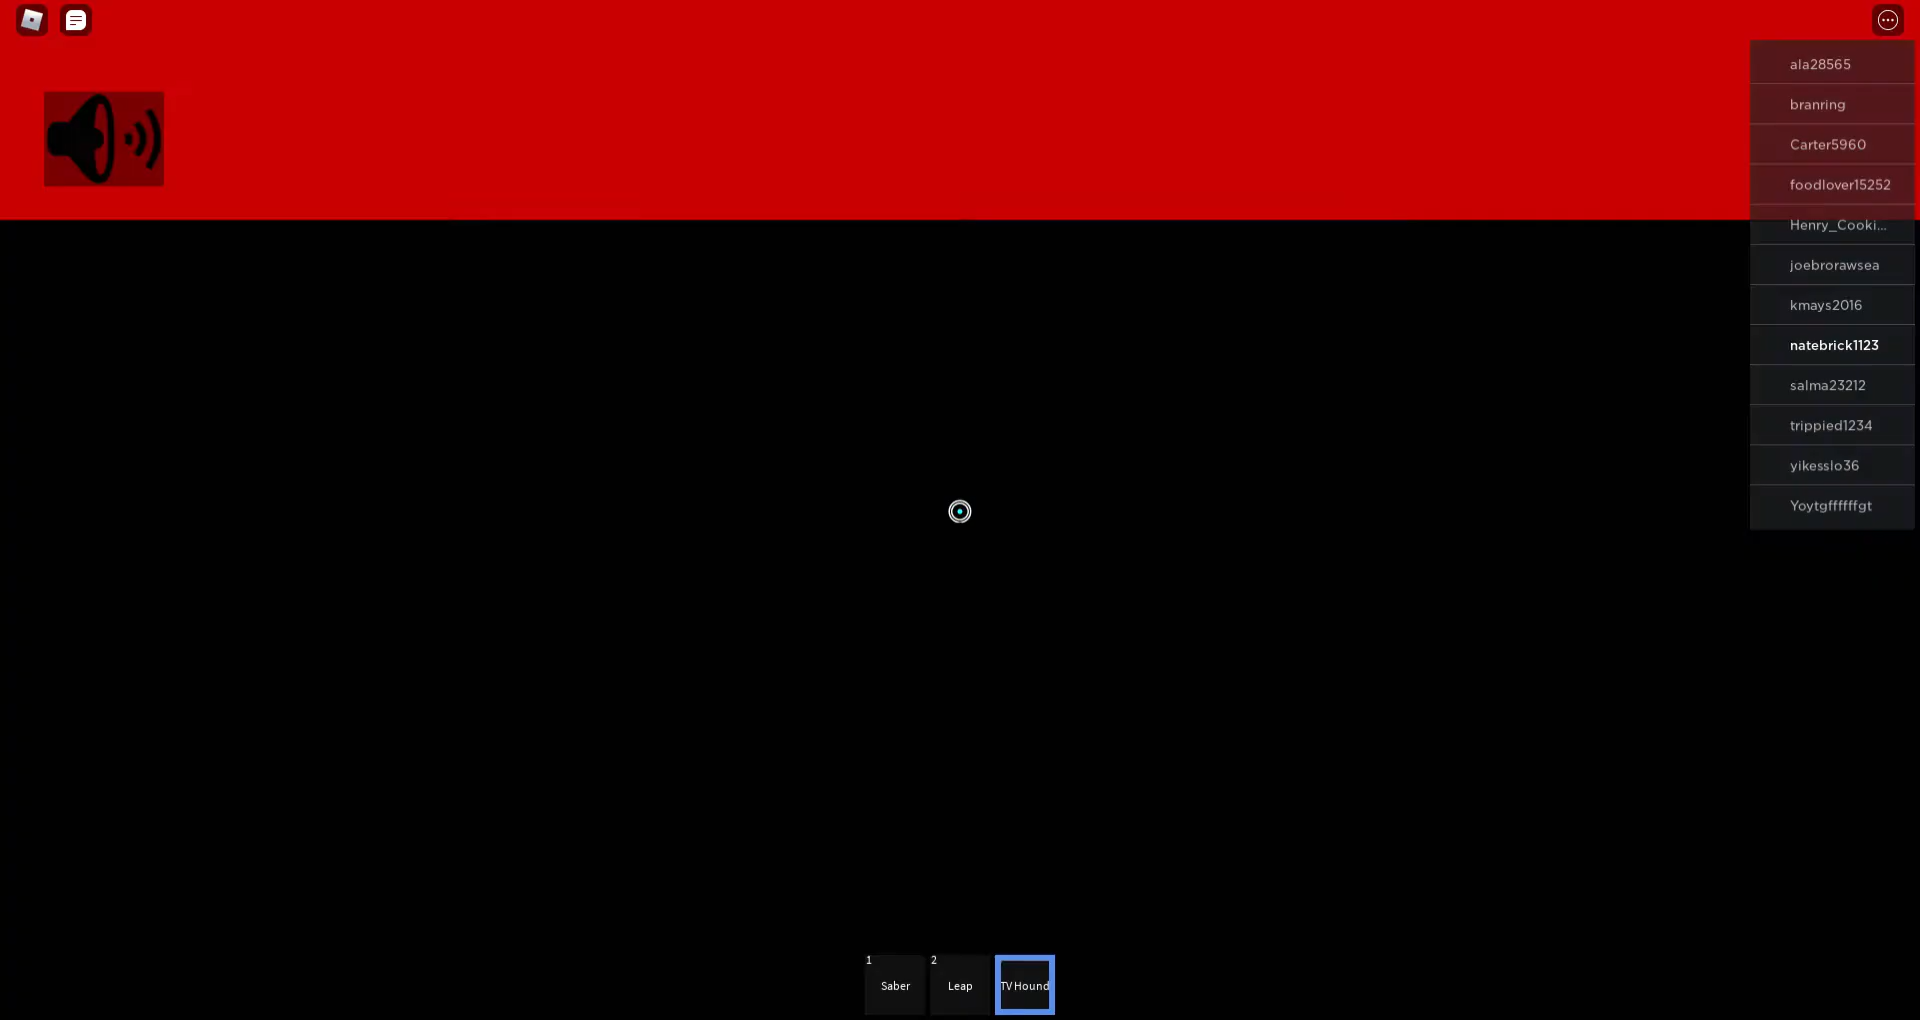 ala28565
branring
Carter5960
foodlover15252
Henry_Cooki...
joebrorawsea
kmays2016
natebrick1123
salma23212
trippied1234
yikesslo36
Yoytgffffffgt
1
Saber
2
Leap
TV Hound